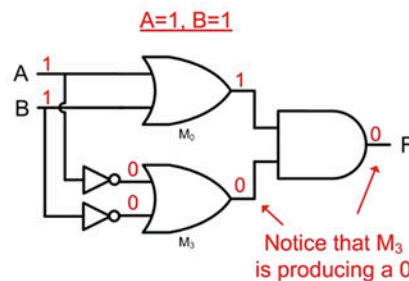 A=1, B=1
A 1
B 1
1
M0
0
0
0
M3
0
F
Notice that M3
is producing a 0